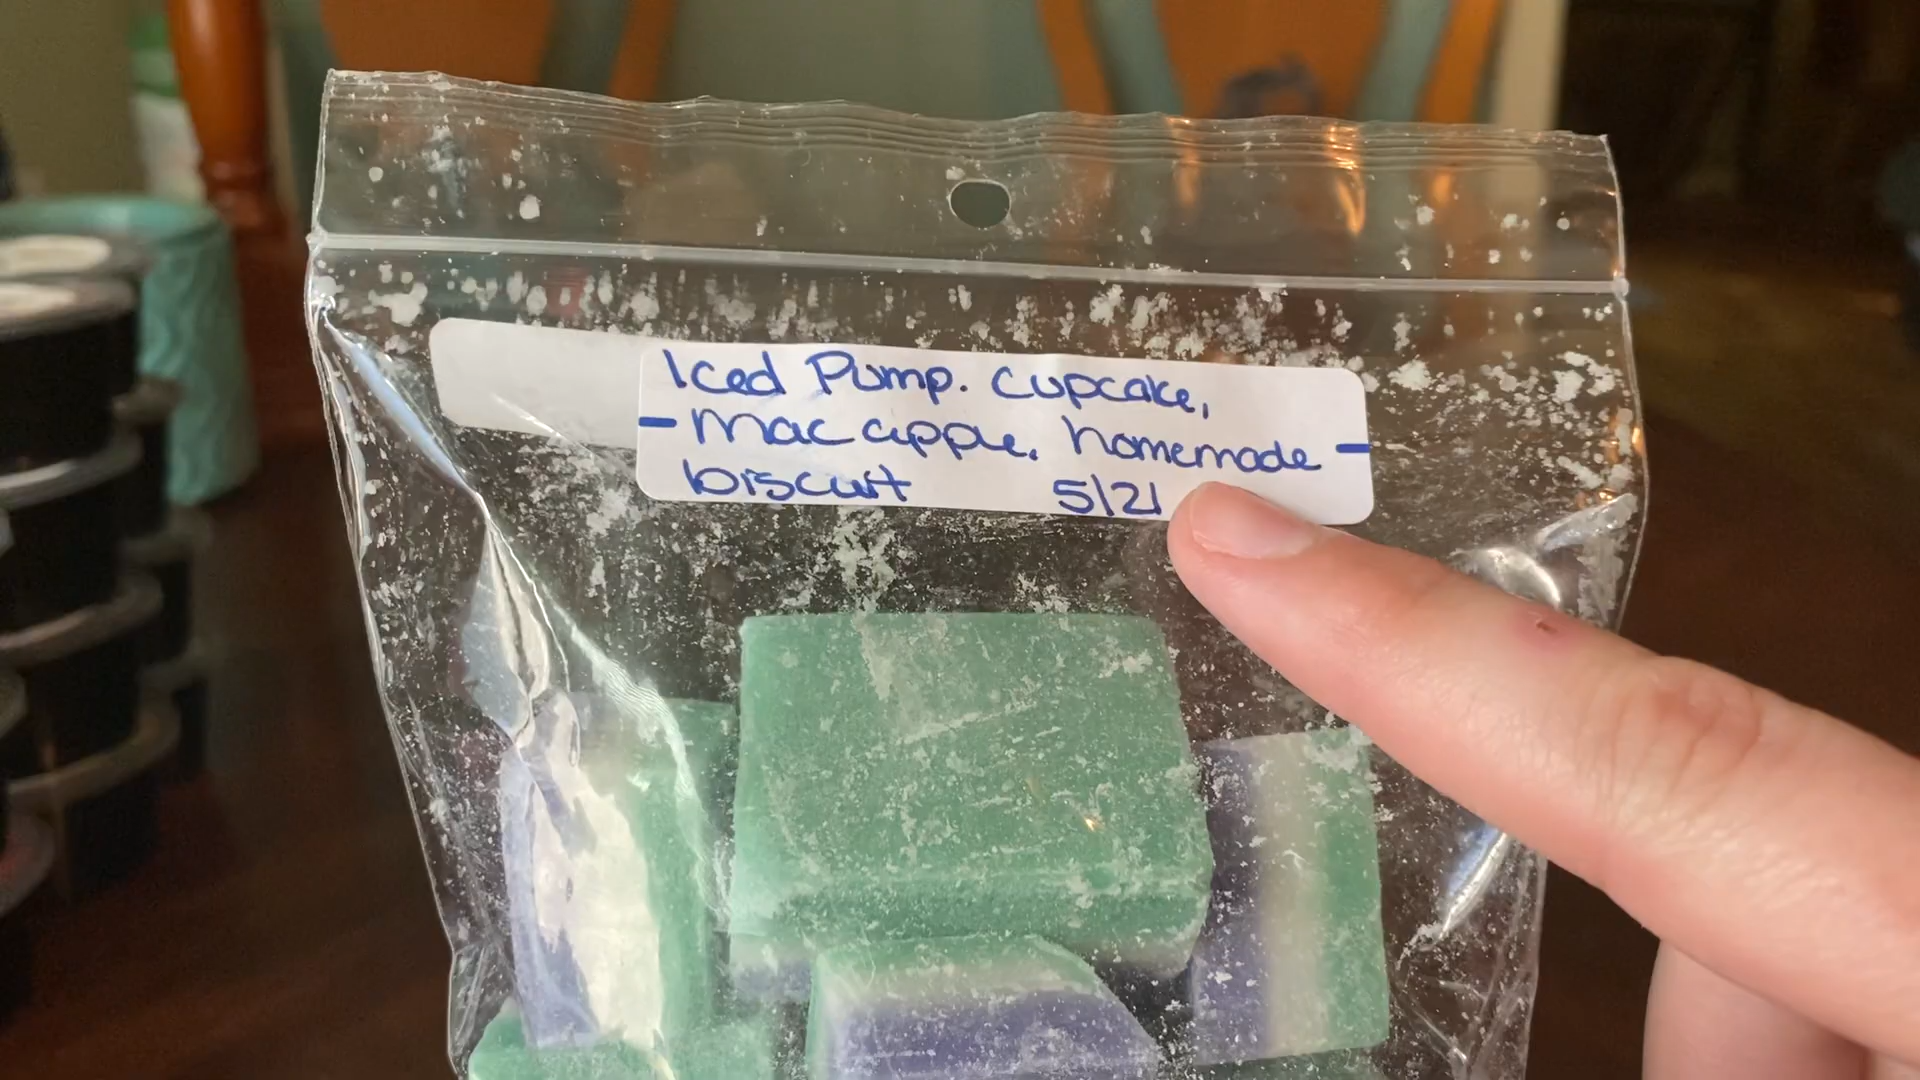 Iced Pump. cupcake,
- Mac apple, homemade -
biscuit 5/21